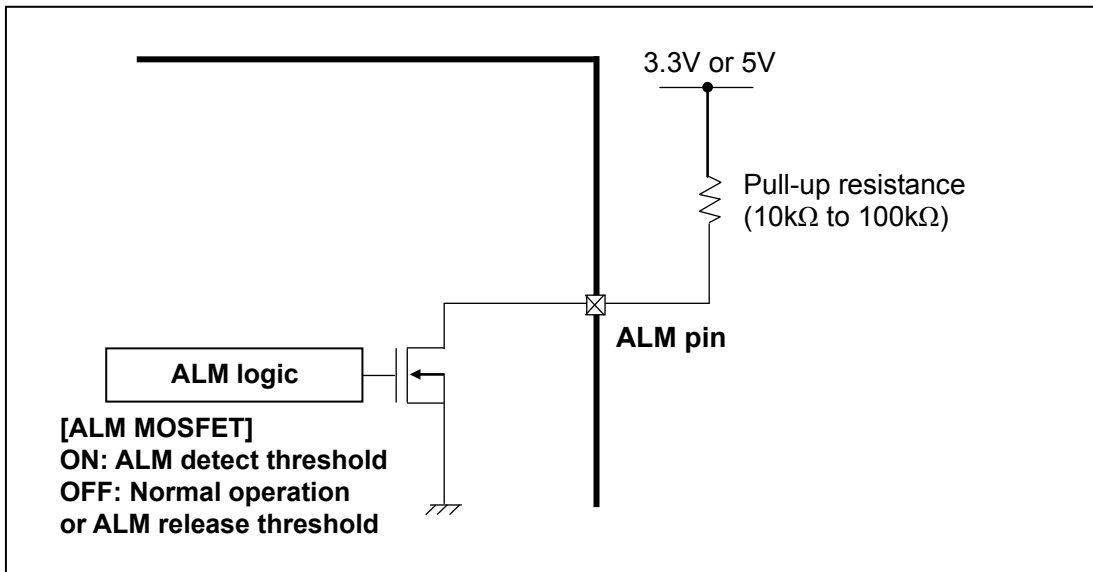 3.3V or 5V
Pull-up resistance
(10kΩ to 100kΩ)
ALM pin
ALM logic
[ALM MOSFET]
ON: ALM detect threshold
OFF: Normal operation
or ALM release threshold